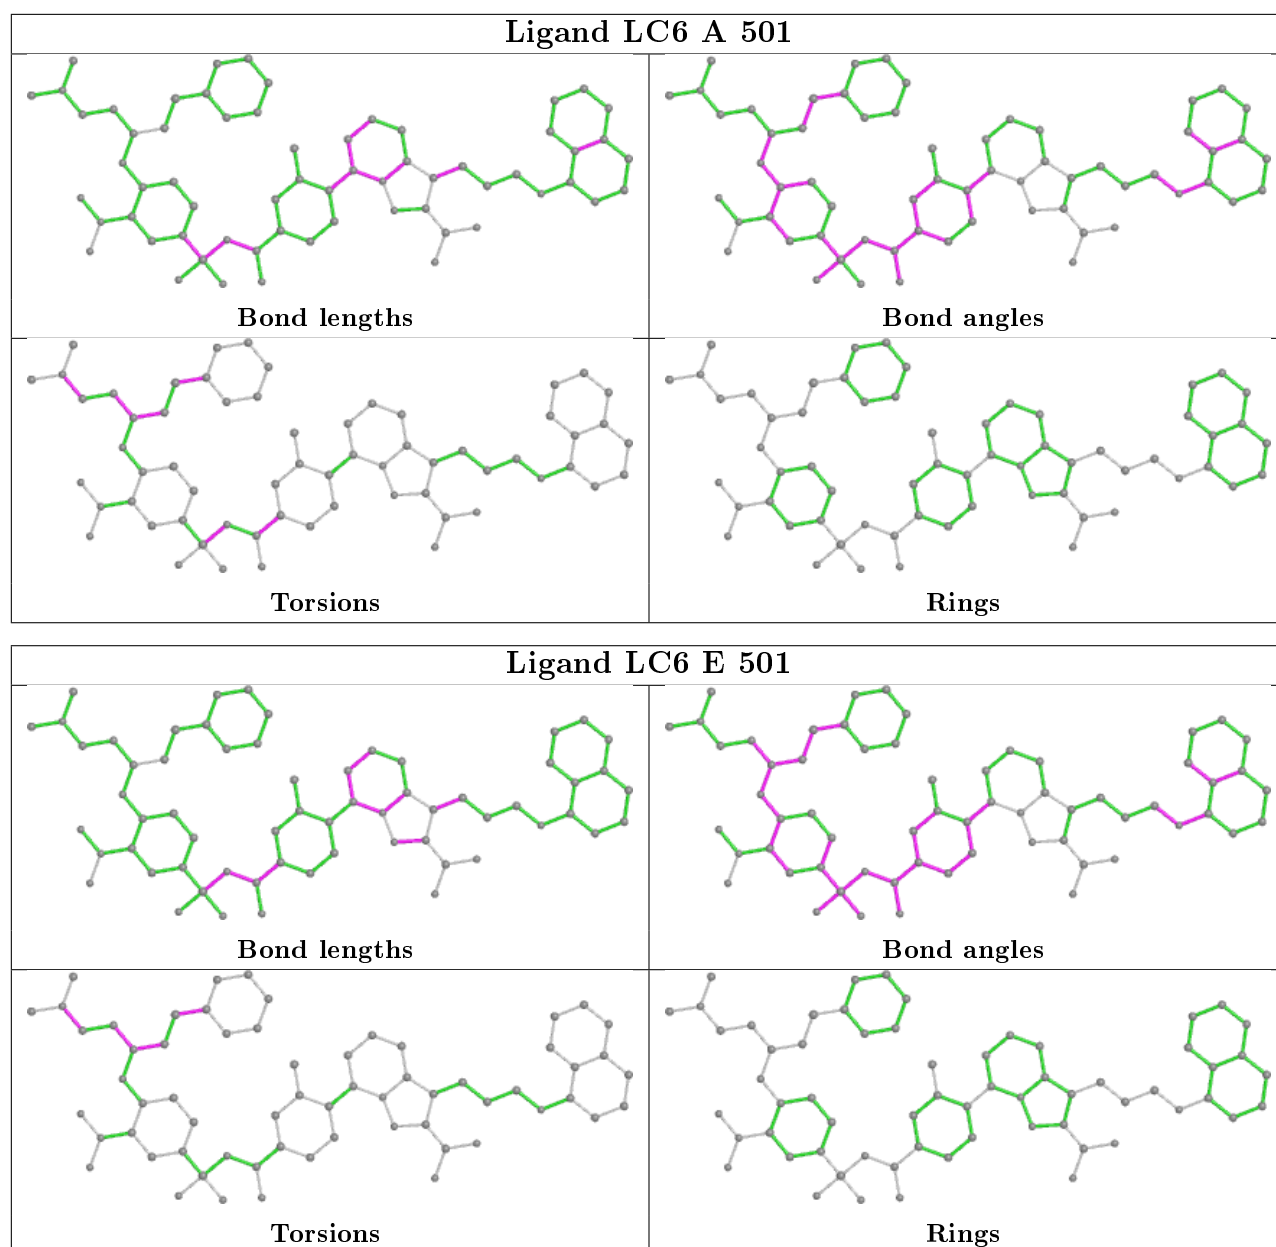 Ligand LC6 A 501
Bond lengths
Bond angles
Torsions
Rings
Ligand LC6 E 501
Bond lengths
Bond angles
Torsions
Rings